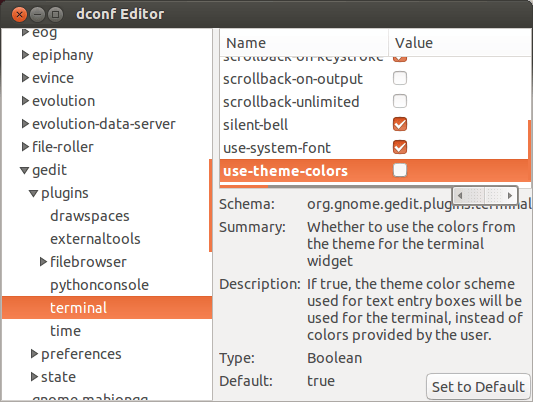 dconf Editor
eog
epiphany
evince
evolution
evolution-data-server
file-roller
gedit
plugins
drawspaces
externaltools
filebrowser
pythonconsole
terminal
time
preferences
state
gnome-mahjongg
Name Value
scrollback-on-keystroke
scrollback-on-output
scrollback-unlimited
silent-bell
use-system-font
use-theme-colors
Schema: org.gnome.gedit.plugins.terminal
Summary: Whether to use the colors from
the theme for the terminal
widget
Description: If true, the theme color scheme
used for text entry boxes will be
used for the terminal, instead of
colors provided by the user.
Type: Boolean
Default: true
Set to Default